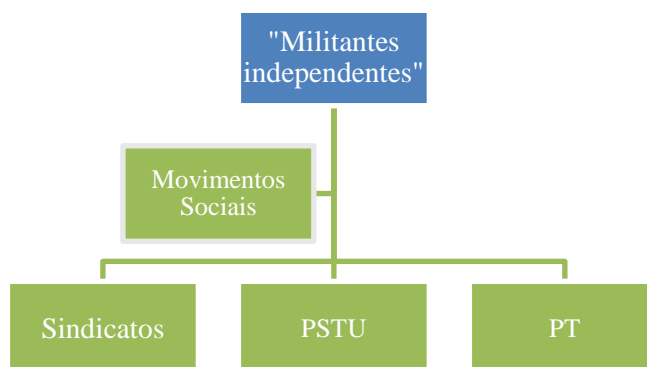 "Militantes
independentes"
Movimentos
Sociais
Sindicatos
PSTU
PT